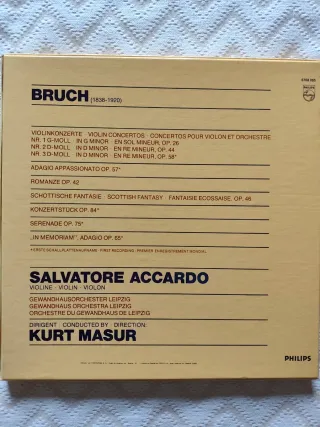 BRUCH (1838-1920)
VIOLINKONZERTE · VIOLIN CONCERTOS · CONCERTOS POUR VIOLON ET ORCHESTRE
NR. 1 G-MOLL · IN G MINOR · EN SOL MINEUR, OP. 26
NR. 2 D-MOLL · IN D MINOR · EN RE MINEUR, OP. 44
NR. 3 D-MOLL · IN D MINOR · EN RE MINEUR, OP. 58*
ADAGIO APPASSIONATO OP. 57*
ROMANZE OP. 42
SCHOTTISCHE FANTASIE · SCOTTISH FANTASY · FANTAISIE ECOSSAISE, OP. 46
KONZERTSTÜCK OP. 84*
SERENADE OP. 75*
„IN MEMORIAM", ADAGIO OP. 65*
SALVATORE ACCARDO
VIOLINE · VIOLIN · VIOLON
GEWANDHAUSORCHESTER LEIPZIG
GEWANDHAUS ORCHESTRA LEIPZIG
ORCHESTRE DU GEWANDHAUS DE LEIPZIG
DIRIGENT · CONDUCTED BY · DIRECTION:
KURT MASUR
PHILIPS